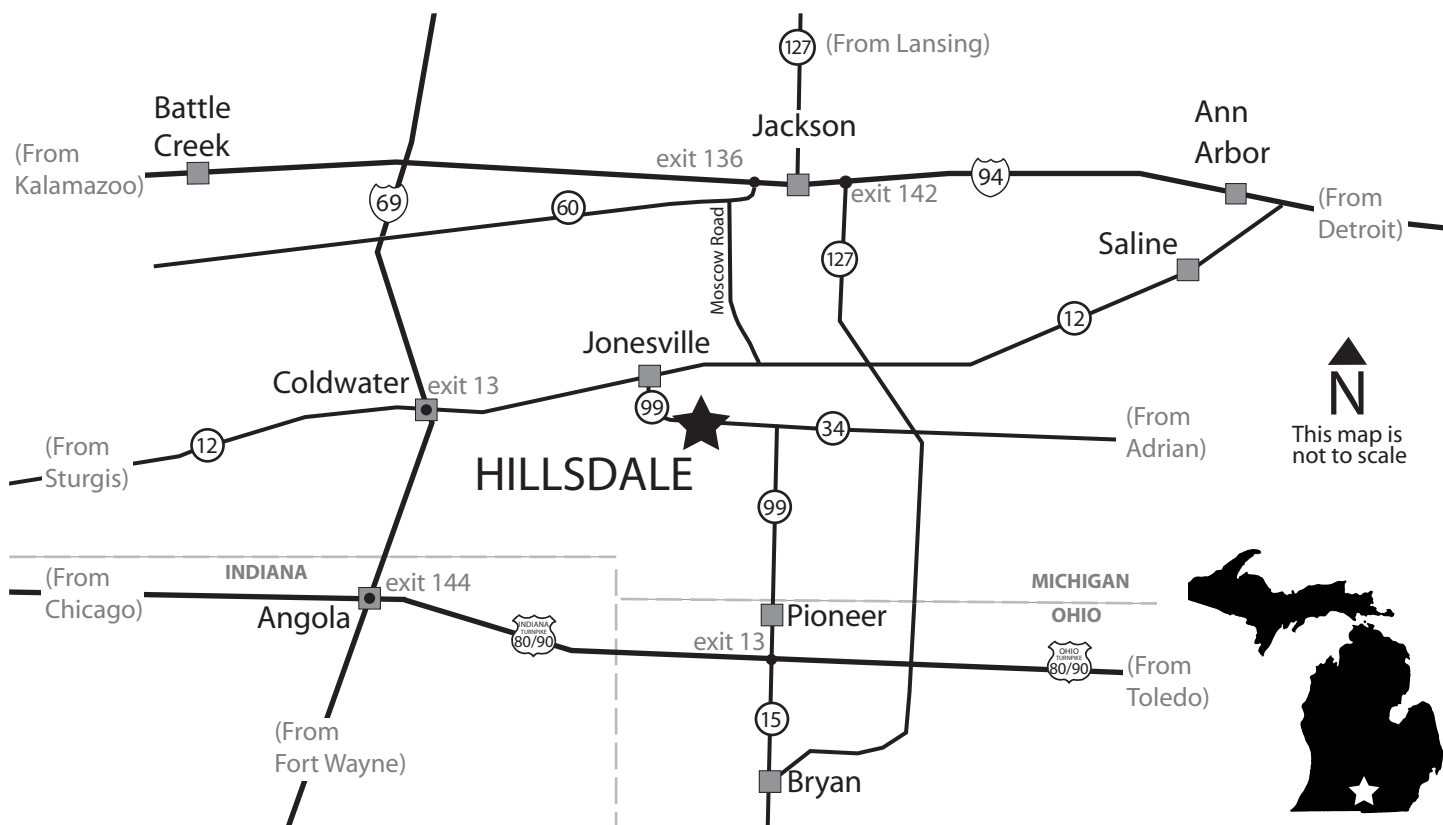 127
(From Lansing)
Battle
Creek
Jackson
Ann
Arbor
(From
Kalamazoo)
exit 136
94
exit 142
69
60
(From
Detroit)
Moscow Road
127
Saline
12
Jonesville
Coldwater
exit 13
99
34
(From
Adrian)
N
This map is
not to scale
12
(From
Sturgis)
HILLSDALE
99
INDIANA
MICHIGAN
OHIO
(From
Chicago)
exit 144
Angola
INDIANA
TURNPIKE
80/90
Pioneer
exit 13
OHIO
TURNPIKE
80/90
(From
Toledo)
15
(From
Fort Wayne)
Bryan